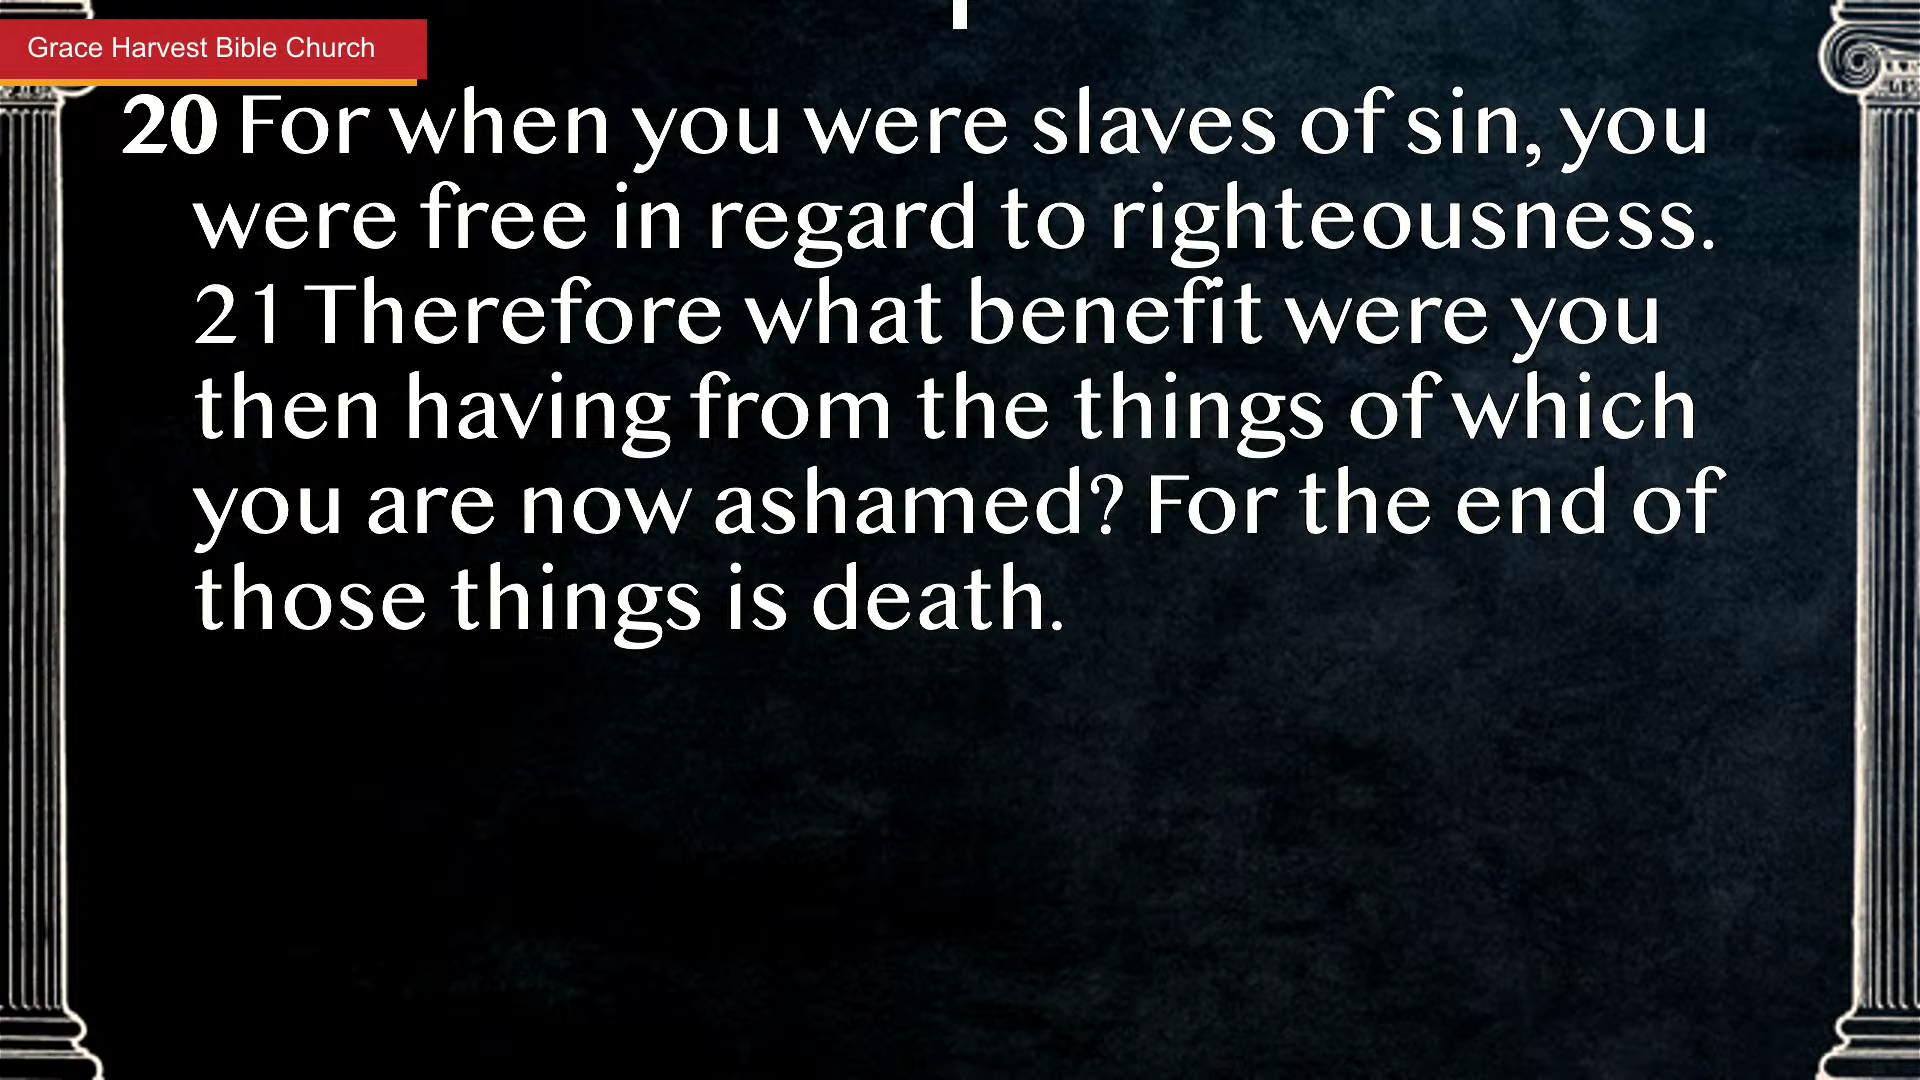 Grace Harvest Bible Church
20 For when you were slaves of sin, you
were free in regard to righteousness.
21 Therefore what benefit were you
then having from the things of which
you are now ashamed? For the end of
those things is death.